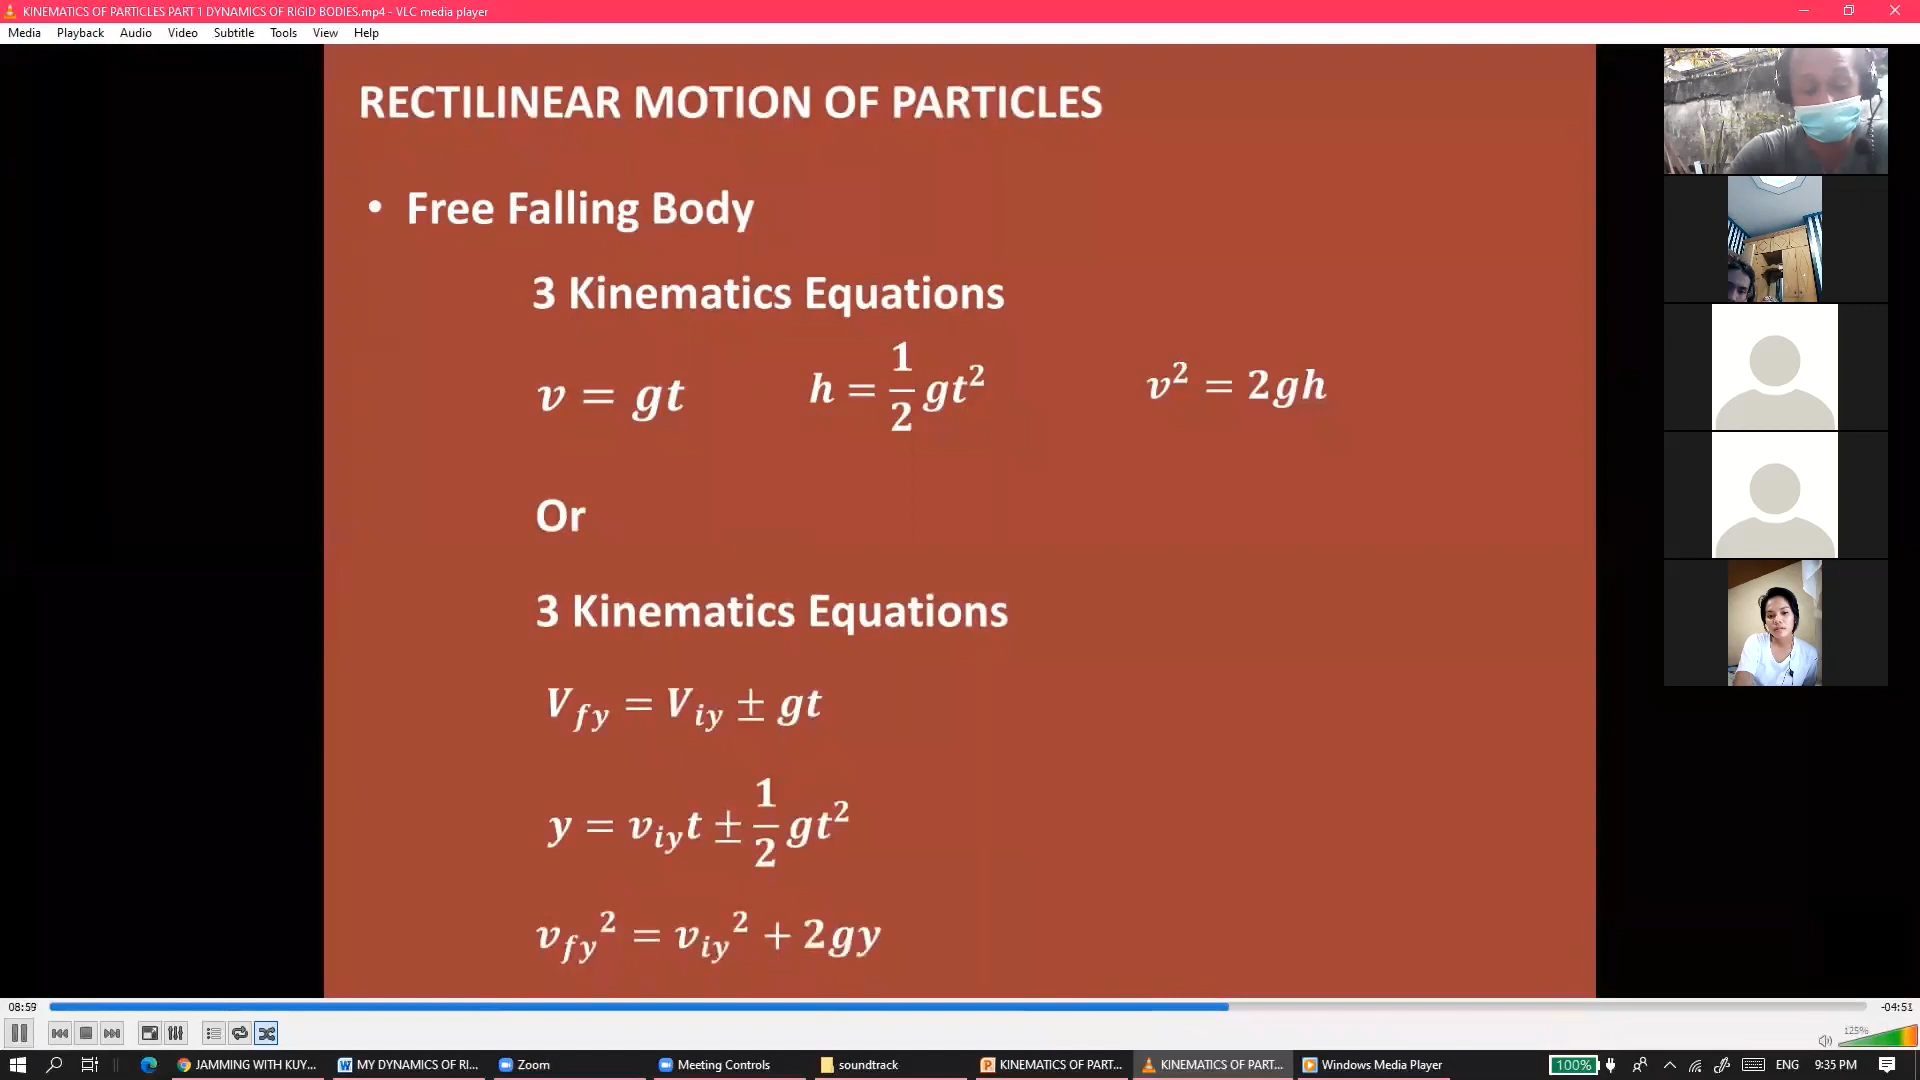 KINEMATICS OF PARTICLES PART 1 DYNAMICS OF RIGID BODIES.mp4 - VLC media player
Media Playback Audio Video Subtitle Tools View Help
RECTILINEAR MOTION OF PARTICLES
• Free Falling Body
3 Kinematics Equations
v = gt h = 1/2 gt² v² = 2gh
Or
3 Kinematics Equations
V_fy = V_iy ± gt
y = v_iy t ± 1/2 gt²
v_fy² = v_iy² + 2gy
08:59 -04:51
125%
JAMMING WITH KUY... MY DYNAMICS OF RI... Zoom Meeting Controls soundtrack KINEMATICS OF PART... KINEMATICS OF PART... Windows Media Player 100% ENG 9:35 PM